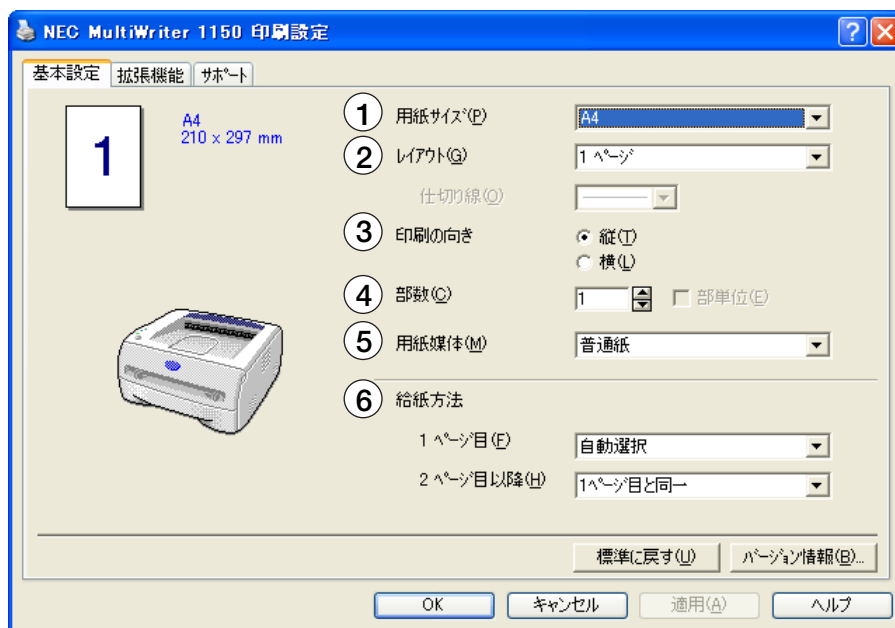 NEC MultiWriter 1150 印刷設定
基本設定 拡張機能 サポート
1
A4
210 x 297 mm
① 用紙サイズ(P) A4
② レイアウト(G) 1 ページ
仕切り線(O)
③ 印刷の向き 縦(T)
横(L)
④ 部数(C) 1 部単位(E)
⑤ 用紙媒体(M) 普通紙
⑥ 給紙方法
1 ページ目(F) 自動選択
2 ページ目以降(H) 1ページ目と同一
標準に戻す(U) バージョン情報(B)...
OK キャンセル 適用(A) ヘルプ